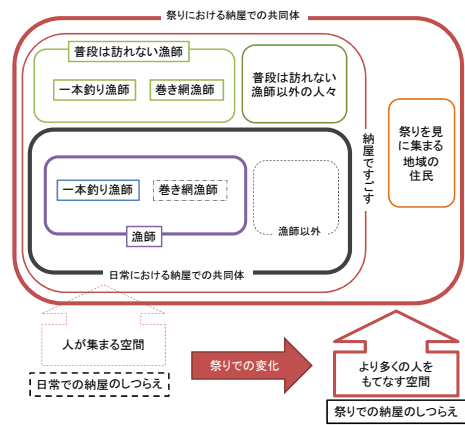 祭りにおける納屋での共同体
普段は訪れない漁師
一本釣り漁師
巻き網漁師
普段は訪れない
漁師以外の人々
納屋ですごす
祭りを見
に集まる
地域の
住民
一本釣り漁師
巻き網漁師
漁師
漁師以外
日常における納屋での共同体
人が集まる空間
日常での納屋のしつらえ
祭りでの変化
より多くの人を
もてなす空間
祭りでの納屋のしつらえ